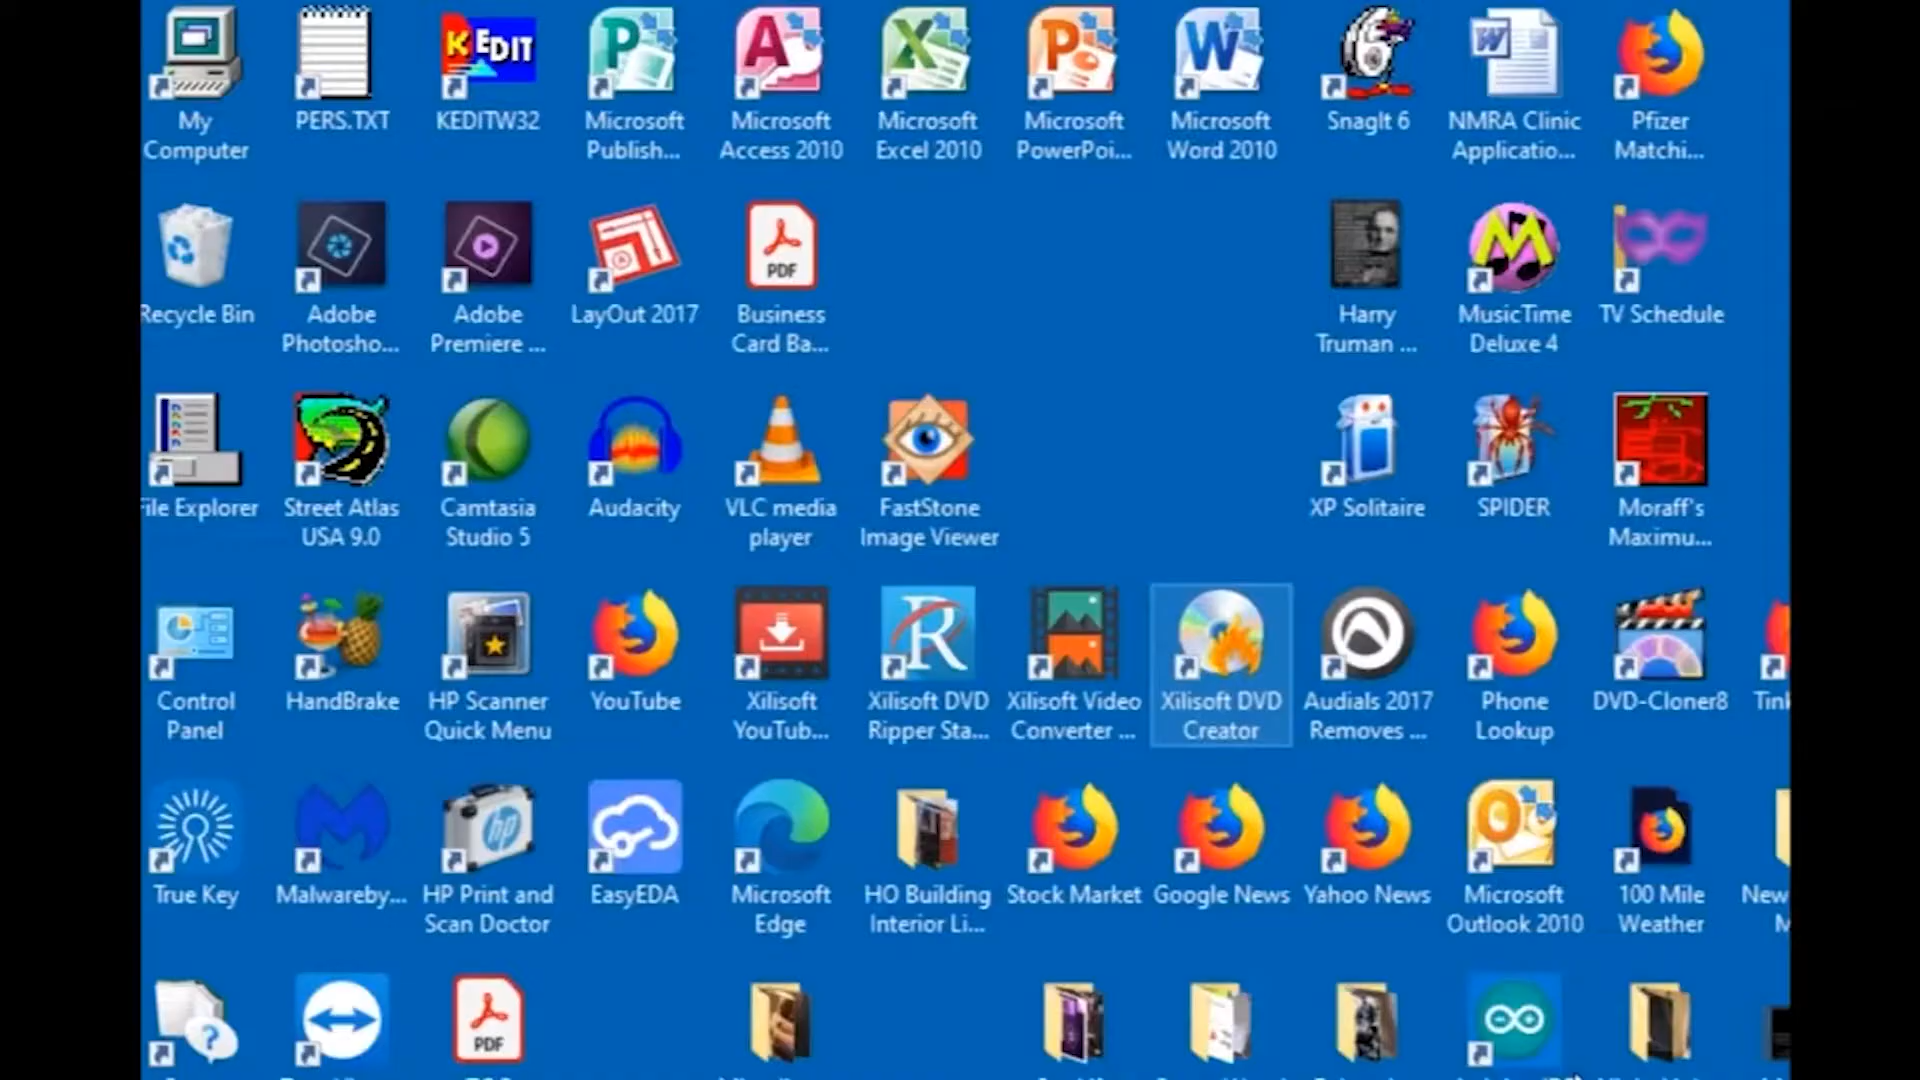 KEDIT
My
Computer
PERS.TXT
KEDITW32
Microsoft
Publish...
Microsoft
Access 2010
Microsoft
Excel 2010
Microsoft
PowerPoi...
Microsoft
Word 2010
SnagIt 6
NMRA Clinic
Applicatio...
Pfizer
Matchi...
Recycle Bin
Adobe
Photosho...
Adobe
Premiere ...
LayOut 2017
PDF
Business
Card Ba...
Harry
Truman ...
MusicTime
Deluxe 4
TV Schedule
File Explorer
Street Atlas
USA 9.0
Camtasia
Studio 5
Audacity
VLC media
player
FastStone
Image Viewer
XP Solitaire
SPIDER
Moraff's
Maximu...
Control
Panel
HandBrake
HP Scanner
Quick Menu
YouTube
Xilisoft
YouTub...
Xilisoft DVD
Ripper Sta...
Xilisoft Video
Converter ...
Xilisoft DVD
Creator
Audials 2017
Removes ...
Phone
Lookup
DVD-Cloner8
True Key
Malwareby...
hp
HP Print and
Scan Doctor
EasyEDA
Microsoft
Edge
HO Building
Interior Li...
Stock Market
Google News
Yahoo News
Microsoft
Outlook 2010
100 Mile
Weather
New
PDF